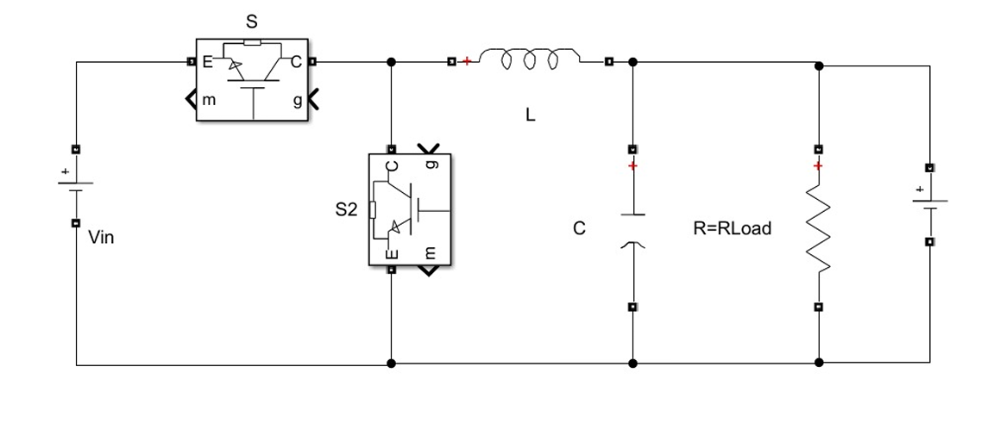 S
E C
m g
+ +
L
C g
+ + +
+
S2
C
R=RLoad
Vin
E m